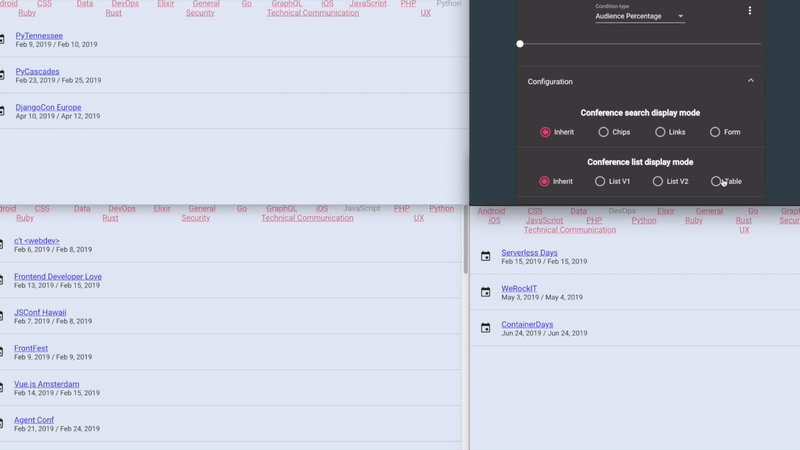 CSS Data DevOps Elixir General Go GraphQL iOS JavaScript PHP Python
Ruby Rust Security Technical Communication UX
PyTennessee
Feb 9, 2019 / Feb 10, 2019
PyCascades
Feb 23, 2019 / Feb 25, 2019
DjangoCon Europe
Apr 10, 2019 / Apr 12, 2019
Condition type
Audience Percentage
Configuration
Conference search display mode
Inherit Chips Links Form
Conference list display mode
Inherit List V1 List V2 Table
CSS Data DevOps Elixir General Go GraphQL iOS JavaScript PHP Python
Ruby Rust Security Technical Communication UX
c't <webdev>
Feb 6, 2019 / Feb 8, 2019
Frontend Developer Love
Feb 13, 2019 / Feb 15, 2019
JSConf Hawaii
Feb 7, 2019 / Feb 8, 2019
FrontFest
Feb 9, 2019 / Feb 9, 2019
Vue.js Amsterdam
Feb 14, 2019 / Feb 15, 2019
Agent Conf
Feb 21, 2019 / Feb 24, 2019
Android CSS Data DevOps Elixir General Go
iOS JavaScript PHP Python Ruby Rust
Technical Communication UX
Serverless Days
Feb 15, 2019 / Feb 15, 2019
WeRockIT
May 3, 2019 / May 4, 2019
ContainerDays
Jun 24, 2019 / Jun 24, 2019